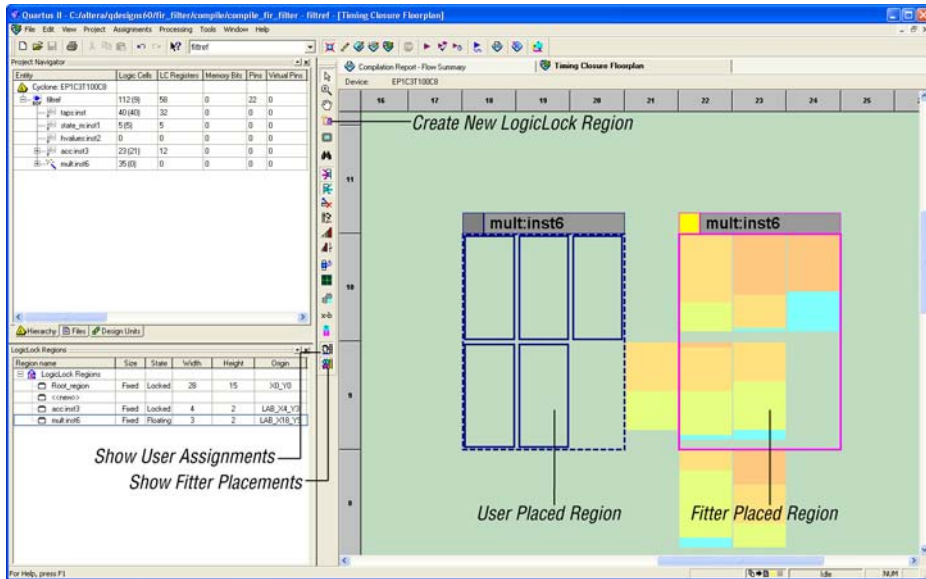 Quartus II - C:/altera/qdesigns60/fir_filter/compile/compile_fir_filter - filtref - [Timing Closure Floorplan]
File Edit View Project Assignments Processing Tools Window Help
filtref
Project Navigator
Entity Logic Cells LC Registers Memory Bits Pins Virtual Pins
Cyclone: EP1C3T100C8
filtref 112 (9) 58 0 22 0
taps:inst 40 (40) 32 0 0 0
state_m:inst1 5 (5) 5 0 0 0
hvalues:inst2 0 0 0 0 0
acc:inst3 23 (21) 12 0 0 0
mult:inst6 35 (0) 0 0 0 0
Hierarchy Files Design Units
LogicLock Regions
Region name Size State Width Height Origin
LogicLock Regions
Root_region Fixed Locked 28 15 X0_Y0
<<new>>
acc:inst3 Fixed Locked 4 2 LAB_X4_Y3
mult:inst6 Fixed Floating 3 2 LAB_X18_Y9
Compilation Report - Flow Summary
Timing Closure Floorplan
Device: EP1C3T100C8
16 17 18 19 20 21 22 23 24 25
11
10
9
8
Create New LogicLock Region
mult:inst6
mult:inst6
Show User Assignments
Show Fitter Placements
User Placed Region
Fitter Placed Region
For Help, press F1
Idle
NUM